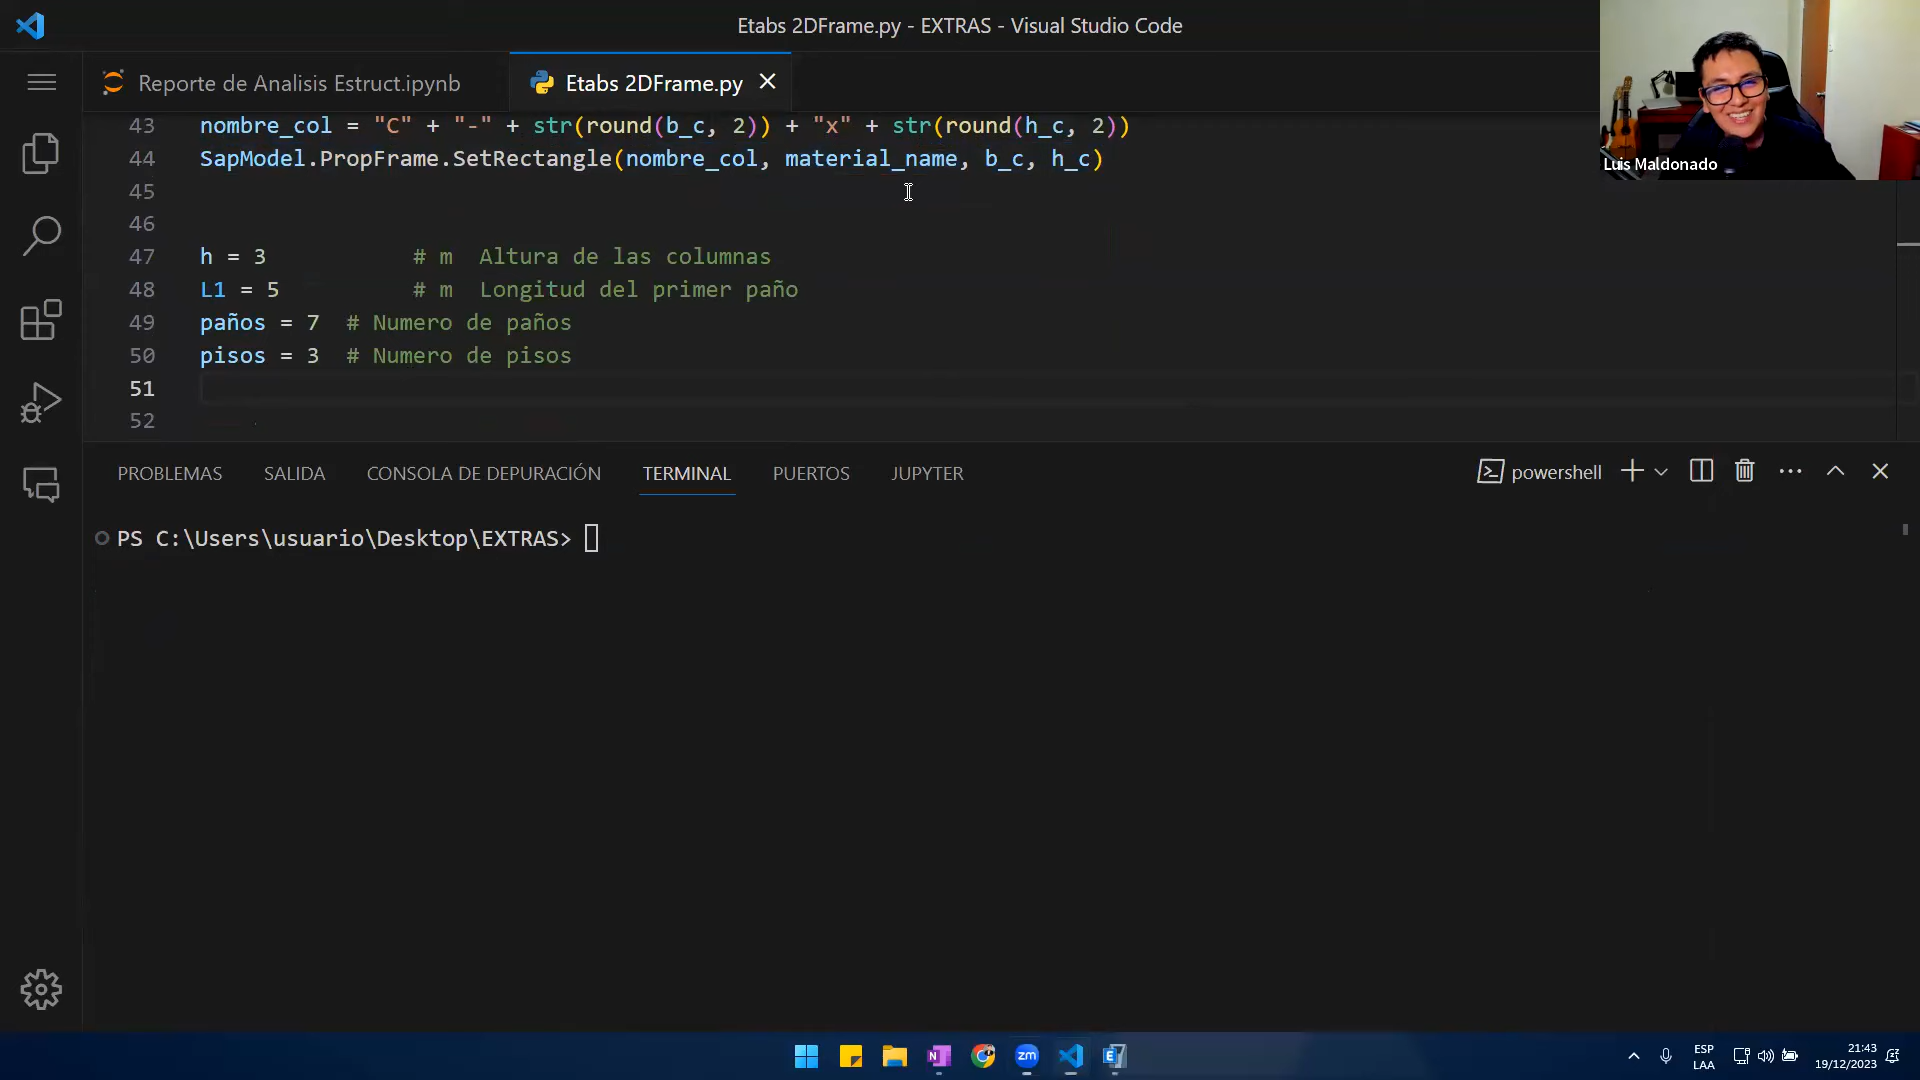 Etabs 2DFrame.py - EXTRAS - Visual Studio Code
Reporte de Analisis Estruct.ipynb
Etabs 2DFrame.py
Luis Maldonado
43 nombre_col = "C" + "-" + str(round(b_c, 2)) + "x" + str(round(h_c, 2))
44 SapModel.PropFrame.SetRectangle(nombre_col, material_name, b_c, h_c)
45
46
47 h = 3 # m Altura de las columnas
48 L1 = 5 # m Longitud del primer paño
49 paños = 7 # Numero de paños
50 pisos = 3 # Numero de pisos
51
52
PROBLEMAS SALIDA CONSOLA DE DEPURACIÓN TERMINAL PUERTOS JUPYTER
powershell
PS C:\Users\usuario\Desktop\EXTRAS>
N
zm
E
ESP
LAA
21:43
19/12/2023